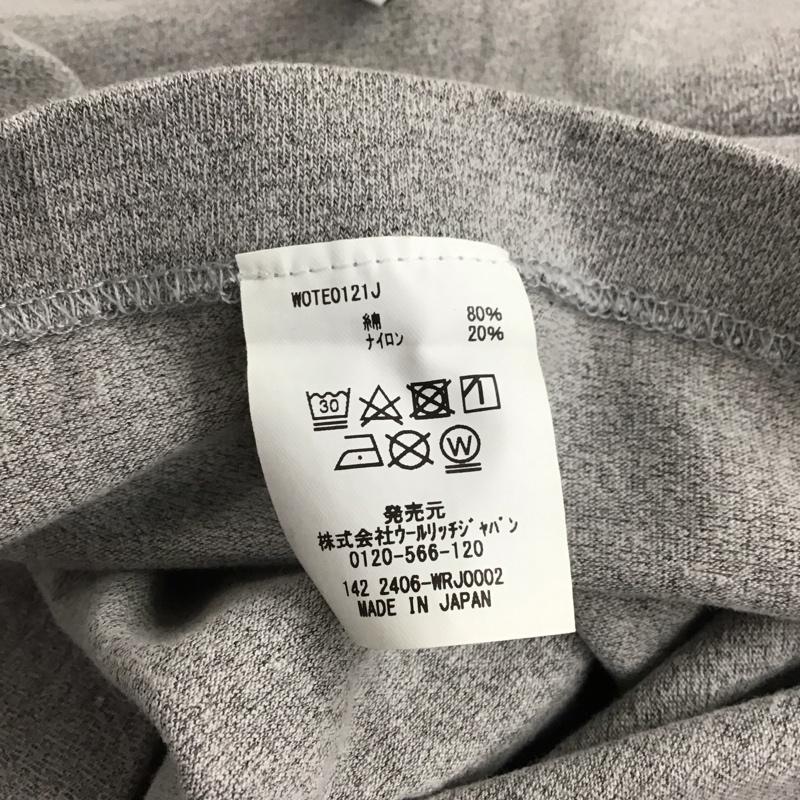 WOTE0121J
綿 80%
ナイロン 20%
30
W
発売元
株式会社ウールリッチジャパン
0120-566-120
142 2406-WRJ0002
MADE IN JAPAN